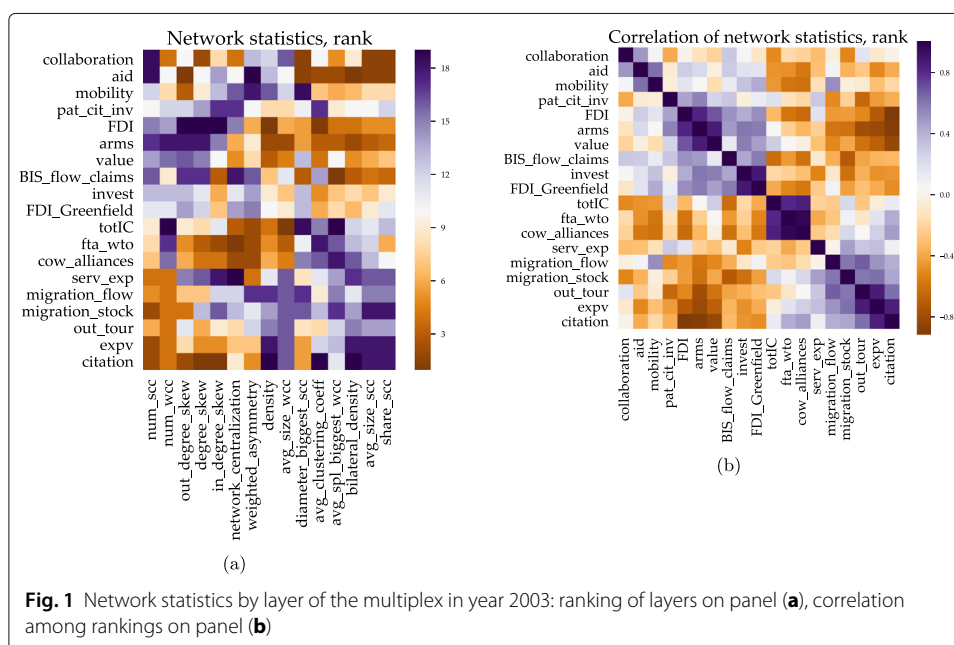 Network statistics, rank
collaboration
aid
mobility
pat_cit_inv
FDI
arms
value
BIS_flow_claims
invest
FDI_Greenfield
totIC
fta_wto
cow_alliances
serv_exp
migration_flow
migration_stock
out_tour
expv
citation
18
15
12
9
6
3
num_scc
num_wcc
out_degree_skew
degree_skew
in_degree_skew
network_centralization
weighted_asymmetry
density
avg_size_wcc
diameter_biggest_scc
avg_clustering_coeff
avg_spl_biggest_wcc
bilateral_density
avg_size_scc
share_scc
(a)
Correlation of network statistics, rank
collaboration
aid
mobility
pat_cit_inv
FDI
arms
value
BIS_flow_claims
invest
FDI_Greenfield
totIC
fta_wto
cow_alliances
serv_exp
migration_flow
migration_stock
out_tour
expv
citation
0.8
0.4
0.0
−0.4
−0.8
collaboration
aid
mobility
pat_cit_inv
FDI
arms
value
BIS_flow_claims
invest
FDI_Greenfield
totIC
fta_wto
cow_alliances
serv_exp
migration_flow
migration_stock
out_tour
expv
citation
(b)
Fig. 1 Network statistics by layer of the multiplex in year 2003: ranking of layers on panel (a), correlation
among rankings on panel (b)